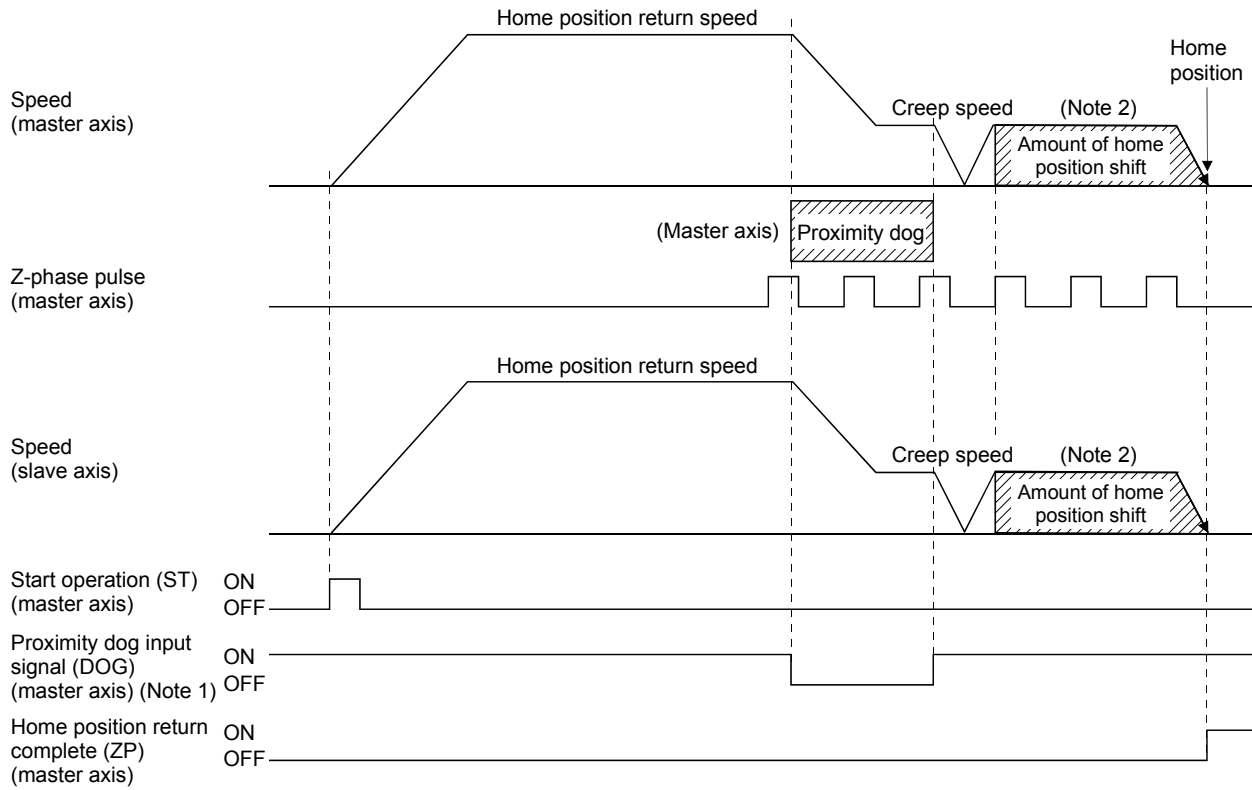 Home position return speed
Home
position
Speed
(master axis)
Creep speed
(Note 2)
Amount of home
position shift
(Master axis)
Proximity dog
Z-phase pulse
(master axis)
Home position return speed
Speed
(slave axis)
Creep speed
(Note 2)
Amount of home
position shift
Start operation (ST)
(master axis)
ON
OFF
Proximity dog input
signal (DOG)
(master axis) (Note 1)
ON
OFF
Home position return
complete (ZP)
(master axis)
ON
OFF